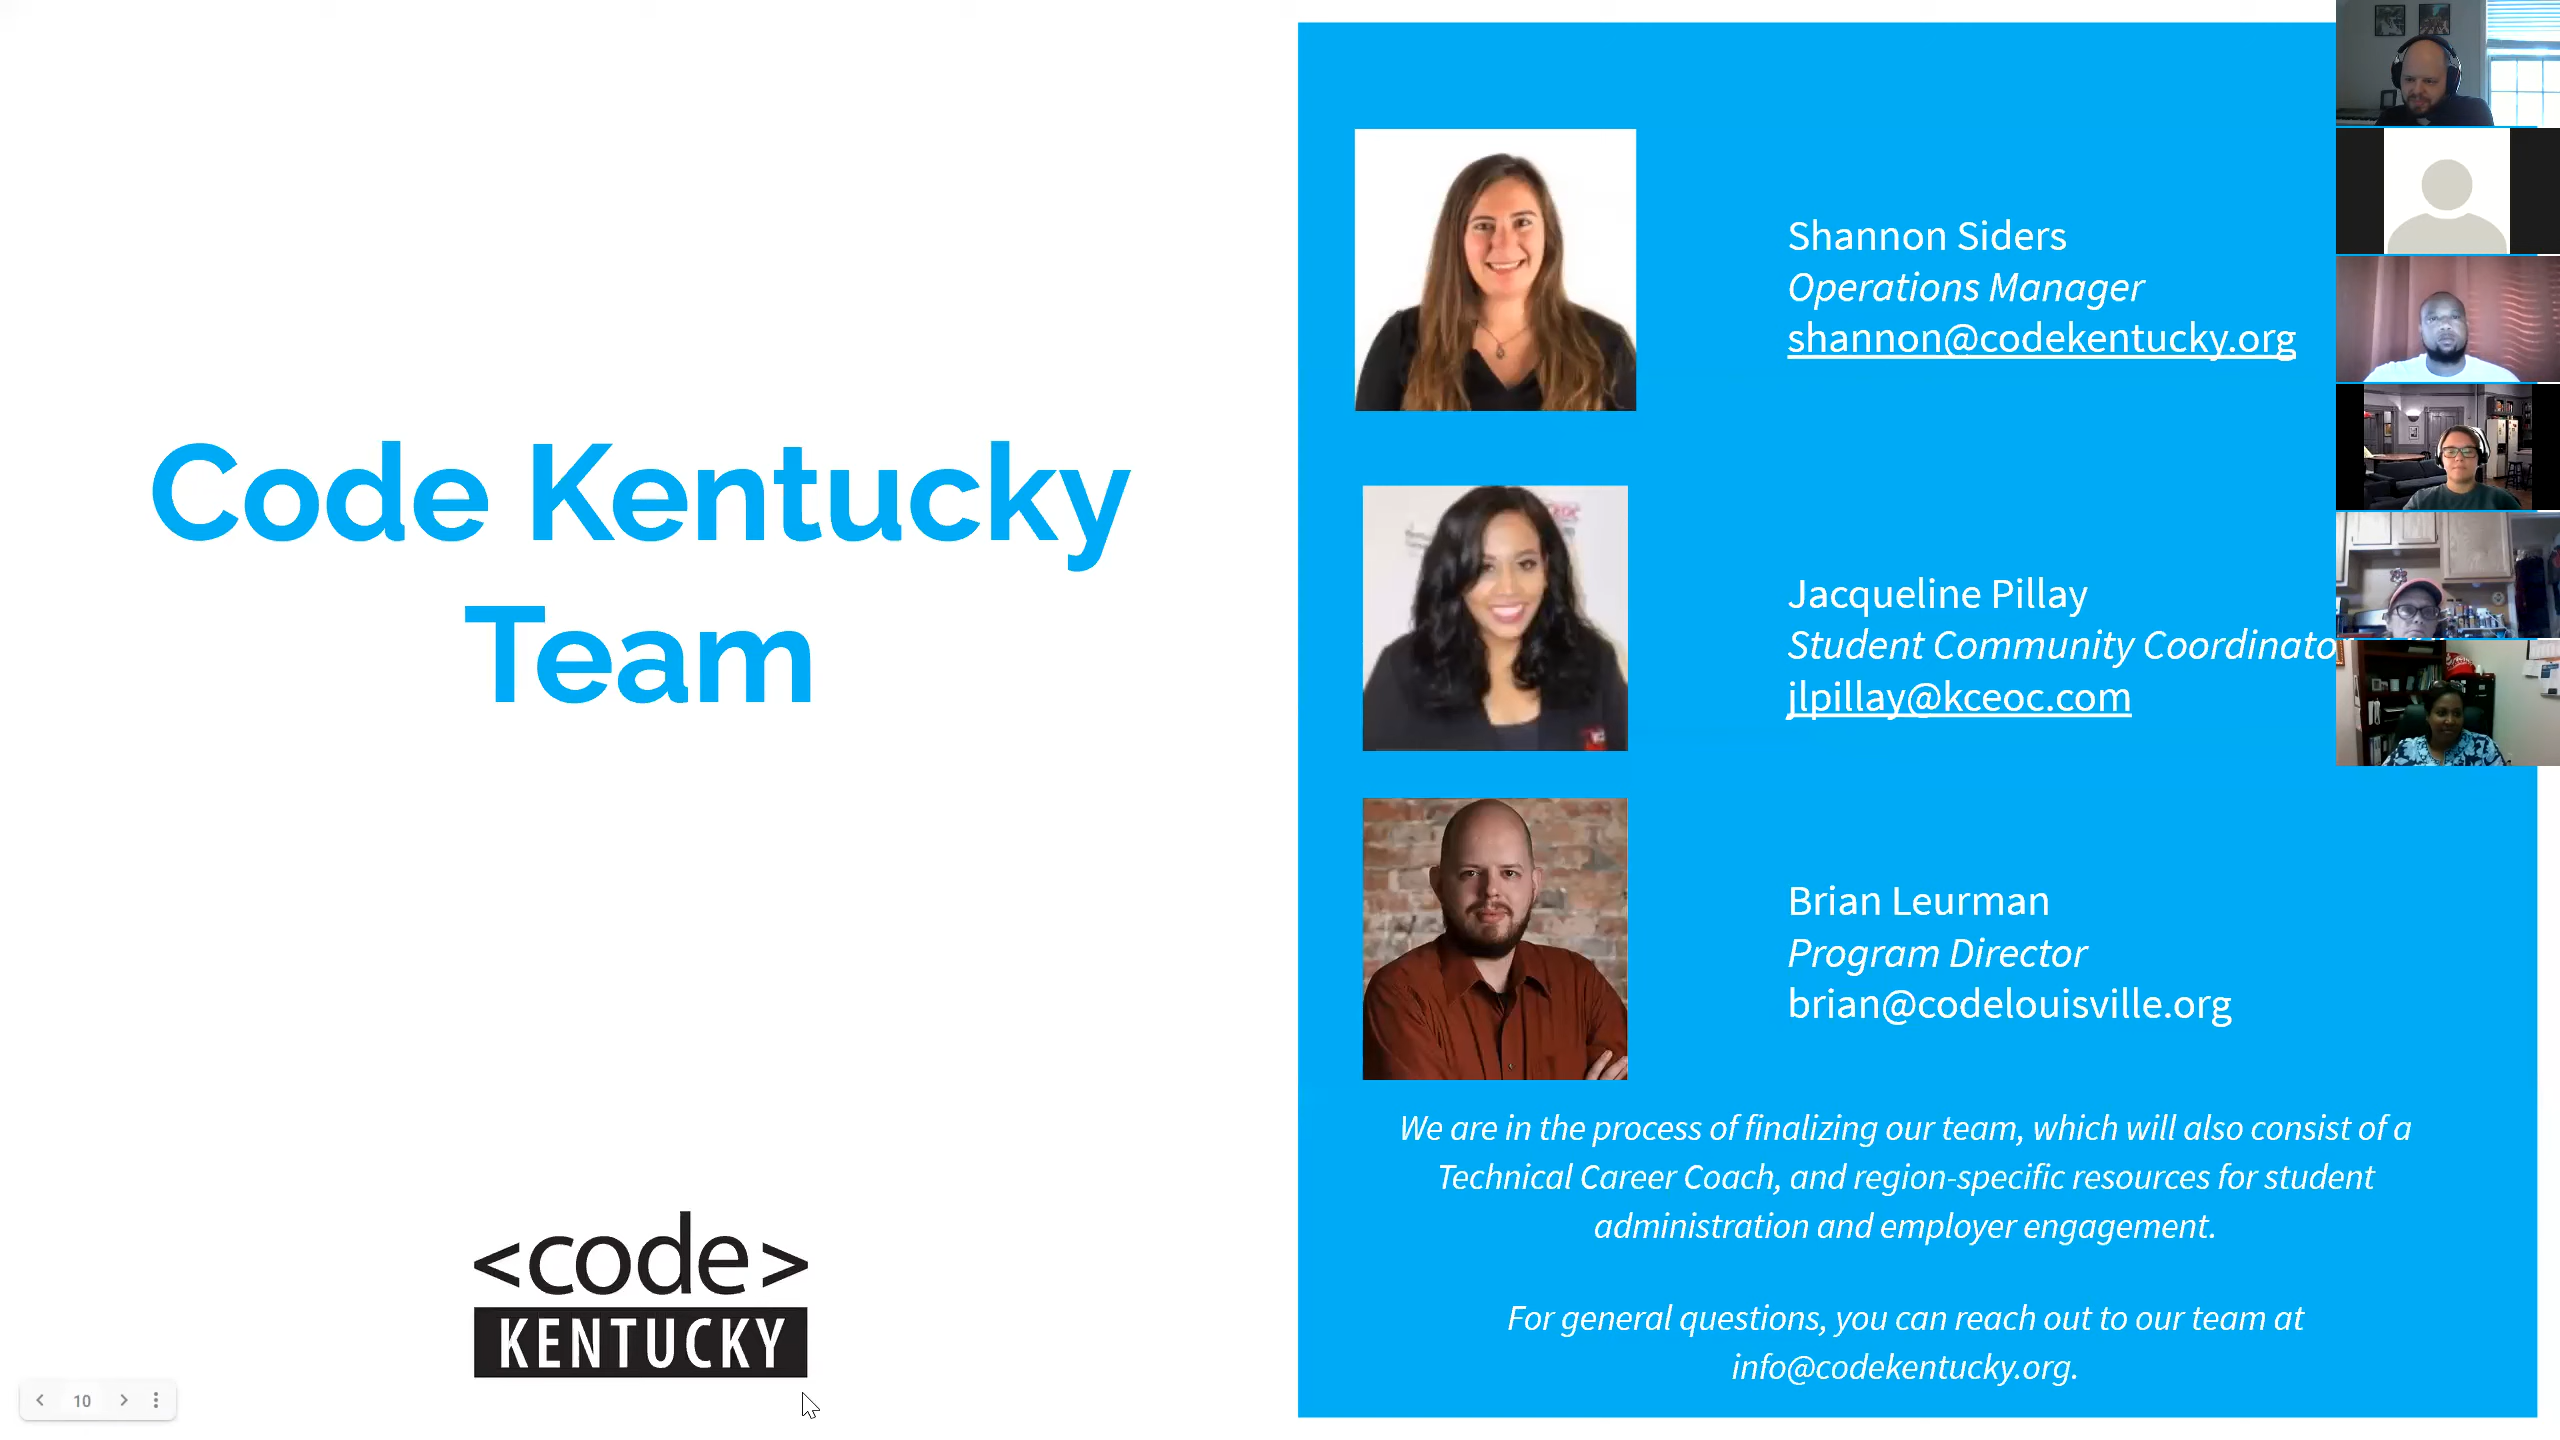 Code Kentucky
Team
<code>
KENTUCKY
10
Shannon Siders
Operations Manager
shannon@codekentucky.org
Jacqueline Pillay
Student Community Coordinato
jlpillay@kceoc.com
Brian Leurman
Program Director
brian@codelouisville.org
We are in the process of finalizing our team, which will also consist of a
Technical Career Coach, and region-specific resources for student
administration and employer engagement.
For general questions, you can reach out to our team at
info@codekentucky.org.